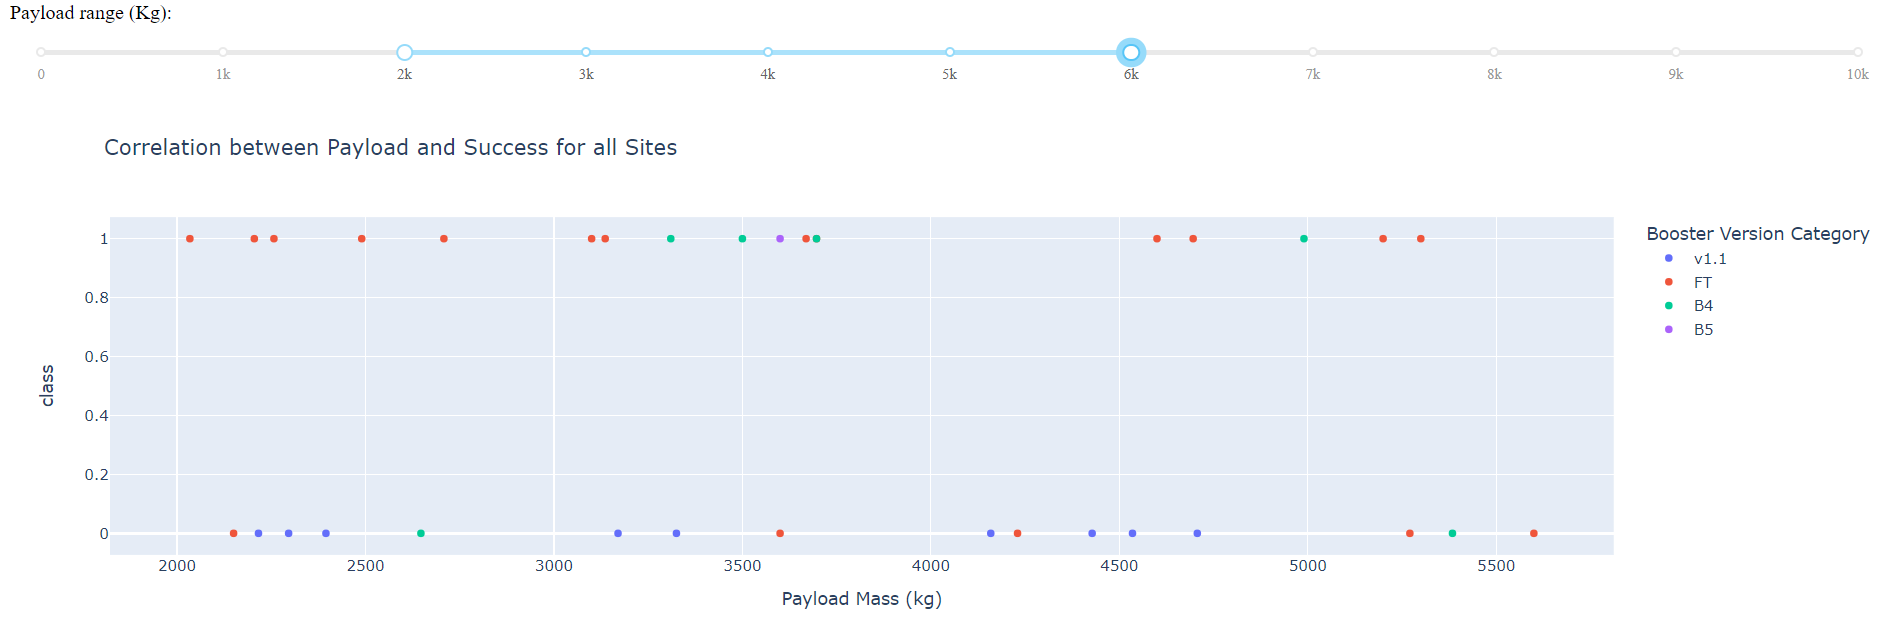 Payload range (Kg):
0 1k 2k 3k 4k 5k 6k 7k 8k 9k 10k
Correlation between Payload and Success for all Sites
Booster Version Category
v1.1
FT
B4
B5
class
1
0.8
0.6
0.4
0.2
0
2000 2500 3000 3500 4000 4500 5000 5500
Payload Mass (kg)